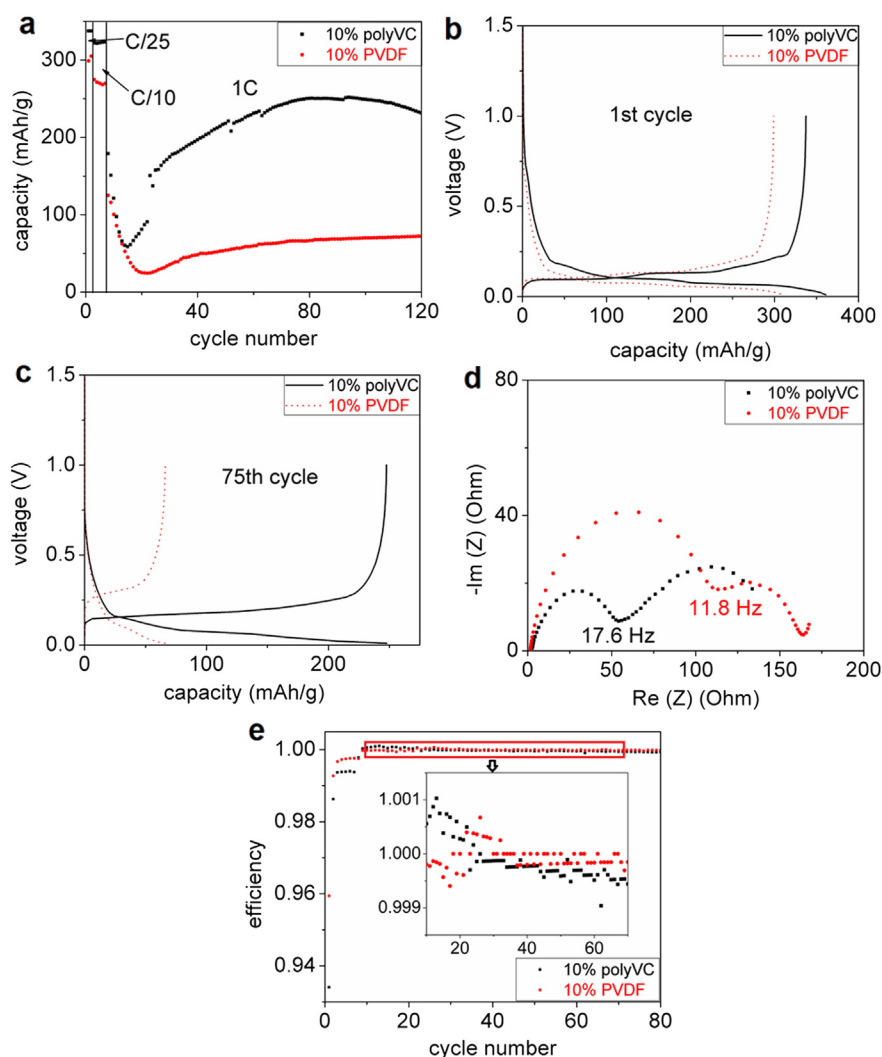 a
10% polyVC
10% PVDF
C/25
C/10
1C
300
250
200
150
100
50
0
0 40 80 120
capacity (mAh/g)
cycle number
b
10% polyVC
10% PVDF
1st cycle
1.5
1.0
0.5
0.0
0 100 200 300 400
voltage (V)
capacity (mAh/g)
c
10% polyVC
10% PVDF
75th cycle
1.5
1.0
0.5
0.0
0 100 200
voltage (V)
capacity (mAh/g)
d
10% polyVC
10% PVDF
80
40
0
11.8 Hz
17.6 Hz
0 50 100 150 200
-Im (Z) (Ohm)
Re (Z) (Ohm)
e
1.00
0.98
0.96
0.94
1.001
1.000
0.999
20 40 60
10% polyVC
10% PVDF
0 20 40 60 80
efficiency
cycle number